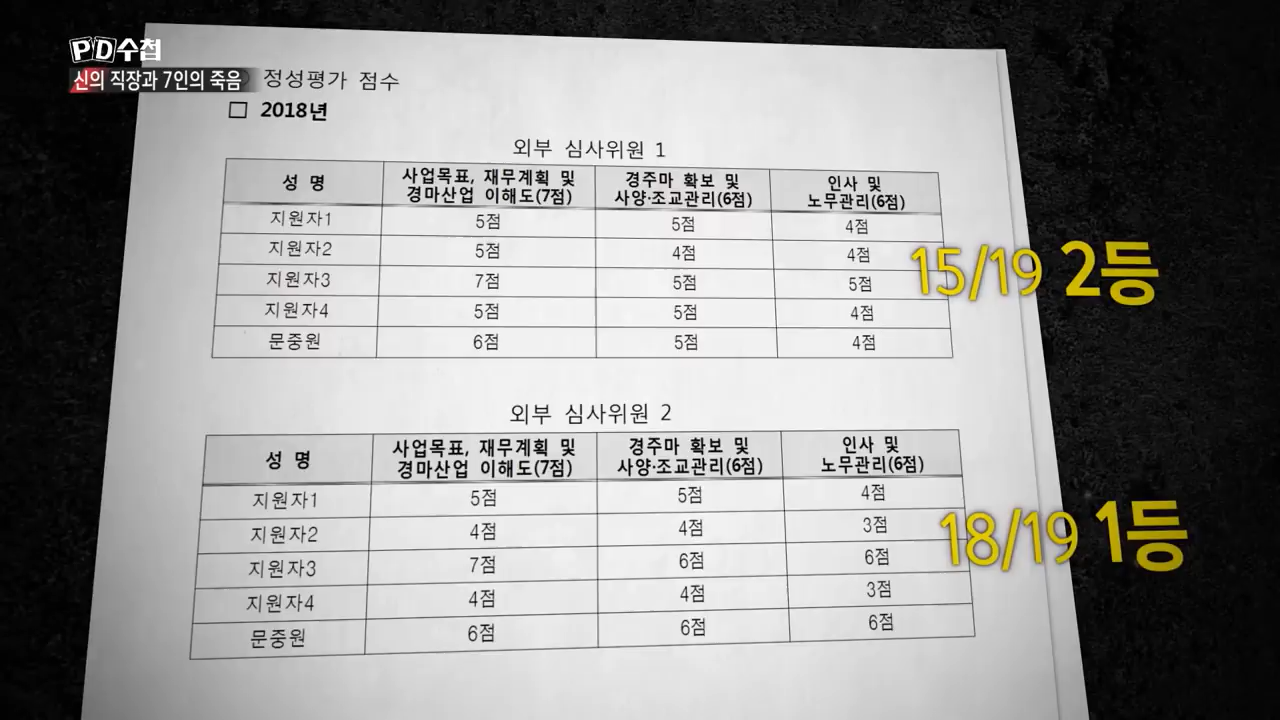 PD수첩
신의 직장과 7인의 죽음
정성평가 점수
□ 2018년
외부 심사위원 1
성 명 사업목표, 재무계획 및 경마산업 이해도(7점) 경주마 확보 및 사양·조교관리(6점) 인사 및 노무관리(6점)
지원자1 5점 5점 4점
지원자2 5점 4점 4점
지원자3 7점 5점 5점
지원자4 5점 5점 4점
문중원 6점 5점 4점
15/19 2등
외부 심사위원 2
성 명 사업목표, 재무계획 및 경마산업 이해도(7점) 경주마 확보 및 사양·조교관리(6점) 인사 및 노무관리(6점)
지원자1 5점 5점 4점
지원자2 4점 4점 3점
지원자3 7점 6점 6점
지원자4 4점 4점 3점
문중원 6점 6점 6점
18/19 1등